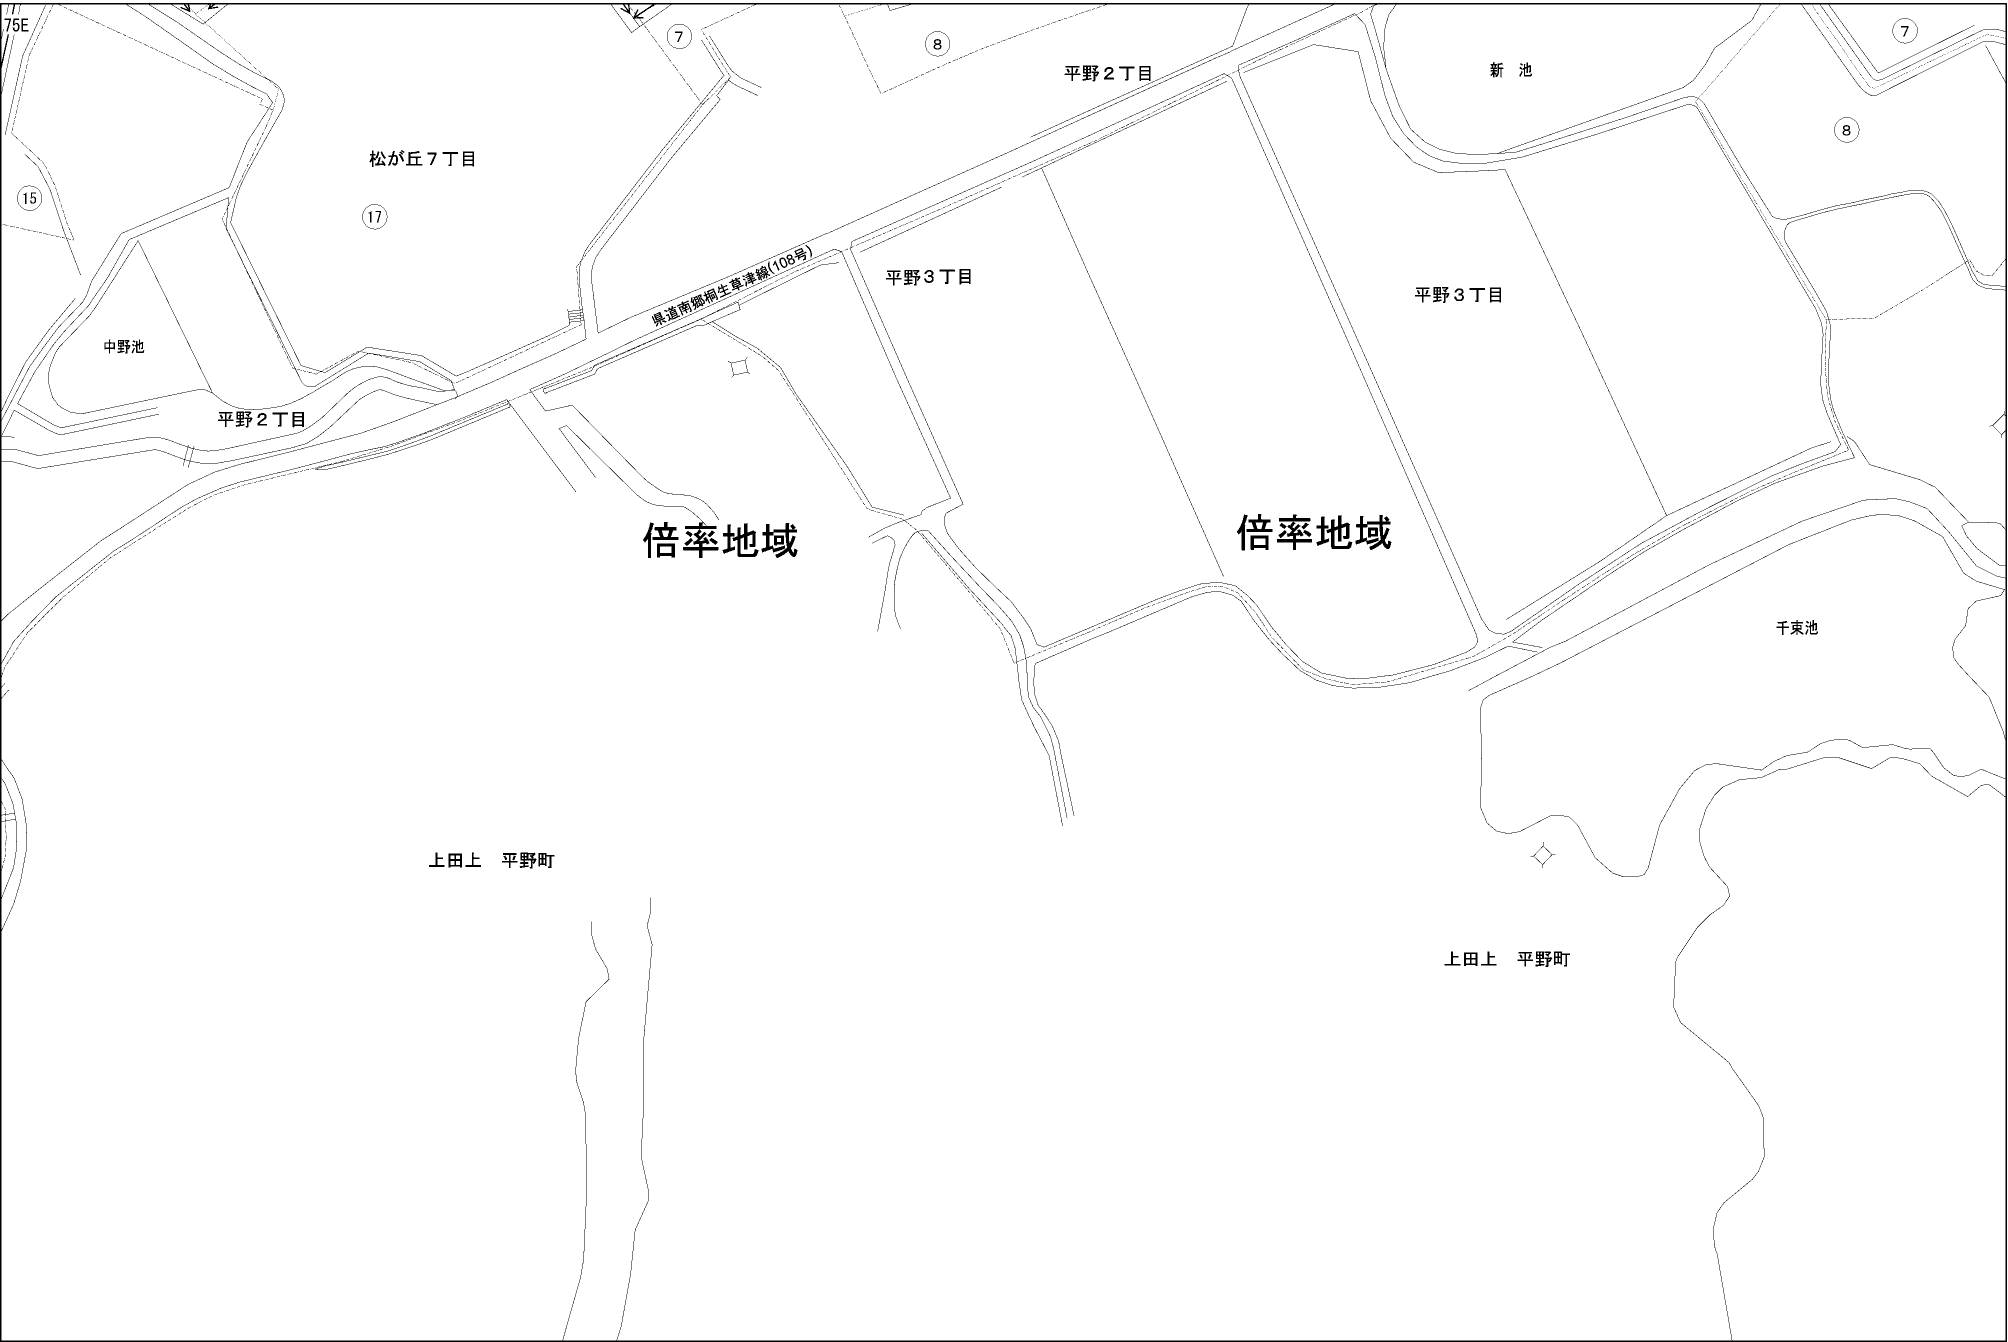 75E
⑦
⑧
⑦
平野２丁目
新　池
⑧
松が丘７丁目
⑮
⑰
県道南郷桐生草津線(108号)
平野３丁目
平野３丁目
中野池
平野２丁目
倍率地域
倍率地域
千束池
上田上　平野町
上田上　平野町